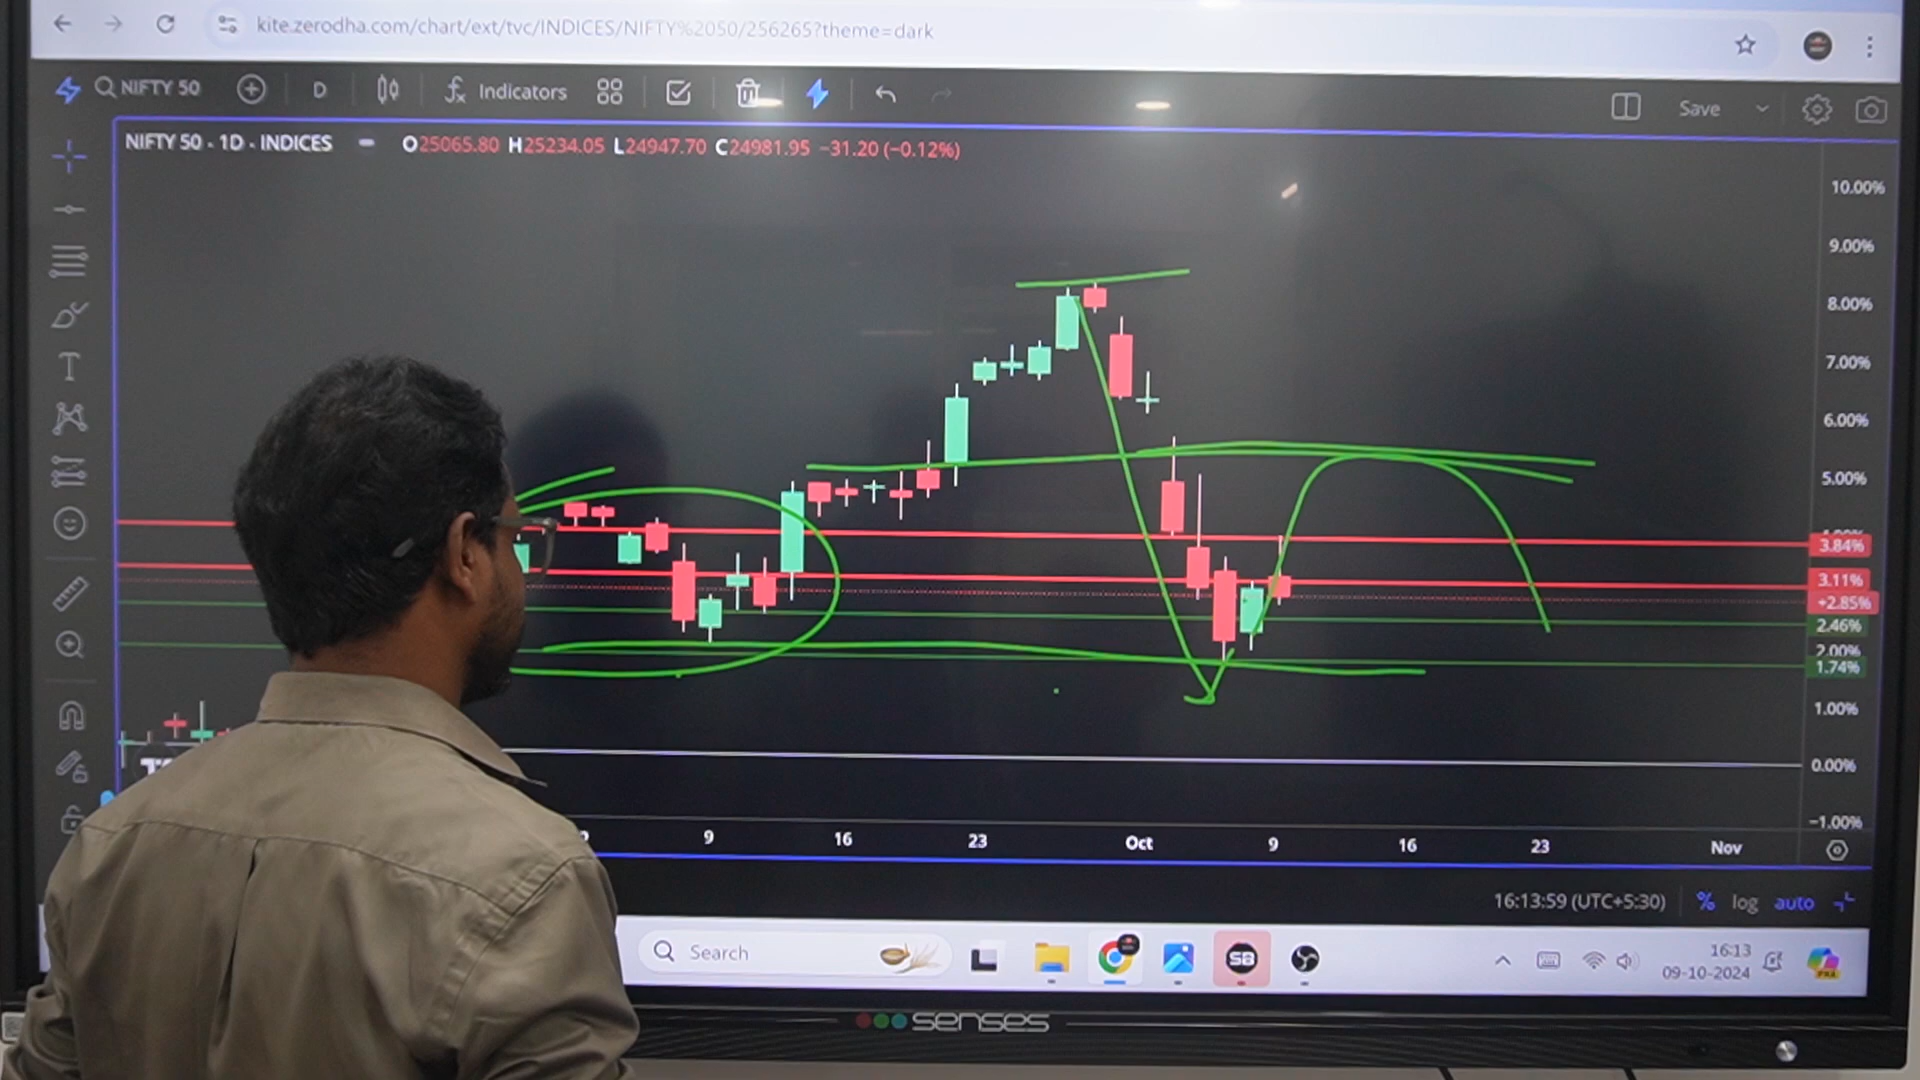 kite.zerodha.com/chart/ext/tvc/INDICES/NIFTY%2050/256265?theme=dark
NIFTY 50 D Indicators Save
NIFTY 50 · 1D · INDICES O25065.80 H25234.05 L24947.70 C24981.95 −31.20 (−0.12%)
10.00%
9.00%
8.00%
7.00%
6.00%
5.00%
3.84%
3.11%
+2.85%
2.46%
2.00%
1.74%
1.00%
0.00%
−1.00%
9 16 23 Oct 9 16 23 Nov
16:13:59 (UTC+5:30) % log auto
Search
SB
16:13
09-10-2024
senses